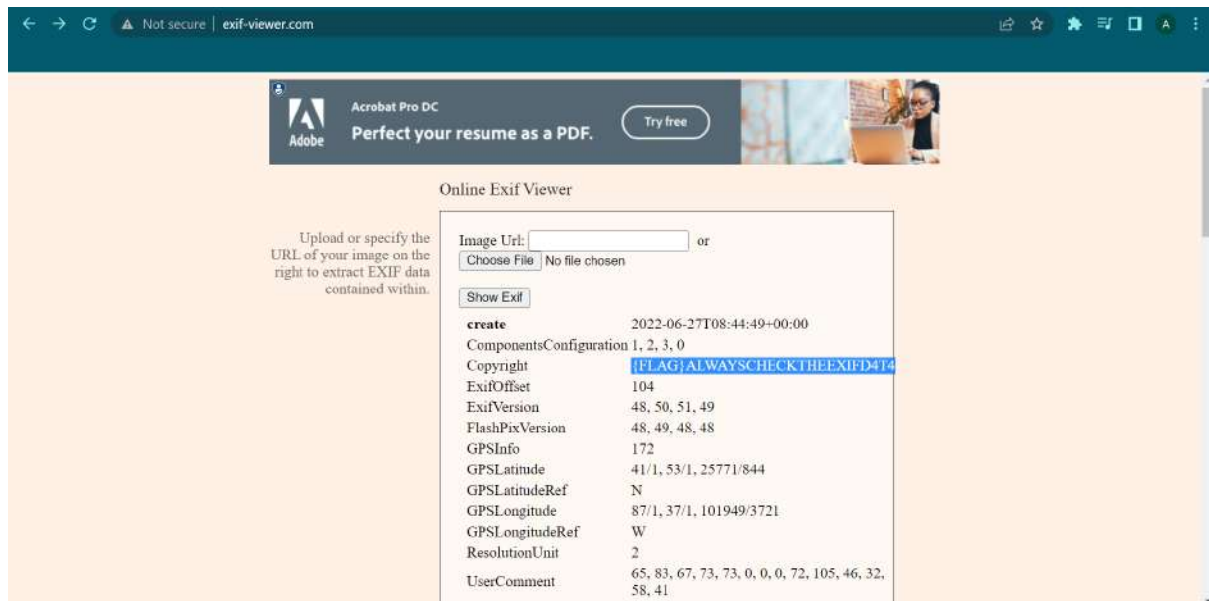 Not secure | exif-viewer.com
A
Adobe
Acrobat Pro DC
Perfect your resume as a PDF.
Try free
Online Exif Viewer
Upload or specify the
URL of your image on the
right to extract EXIF data
contained within.
Image Url: or
Choose File No file chosen
Show Exif
create 2022-06-27T08:44:49+00:00
ComponentsConfiguration 1, 2, 3, 0
Copyright {FLAG}ALWAYSCHECKTHEEXIFD4T4
ExifOffset 104
ExifVersion 48, 50, 51, 49
FlashPixVersion 48, 49, 48, 48
GPSInfo 172
GPSLatitude 41/1, 53/1, 25771/844
GPSLatitudeRef N
GPSLongitude 87/1, 37/1, 101949/3721
GPSLongitudeRef W
ResolutionUnit 2
UserComment 65, 83, 67, 73, 73, 0, 0, 0, 72, 105, 46, 32,
58, 41